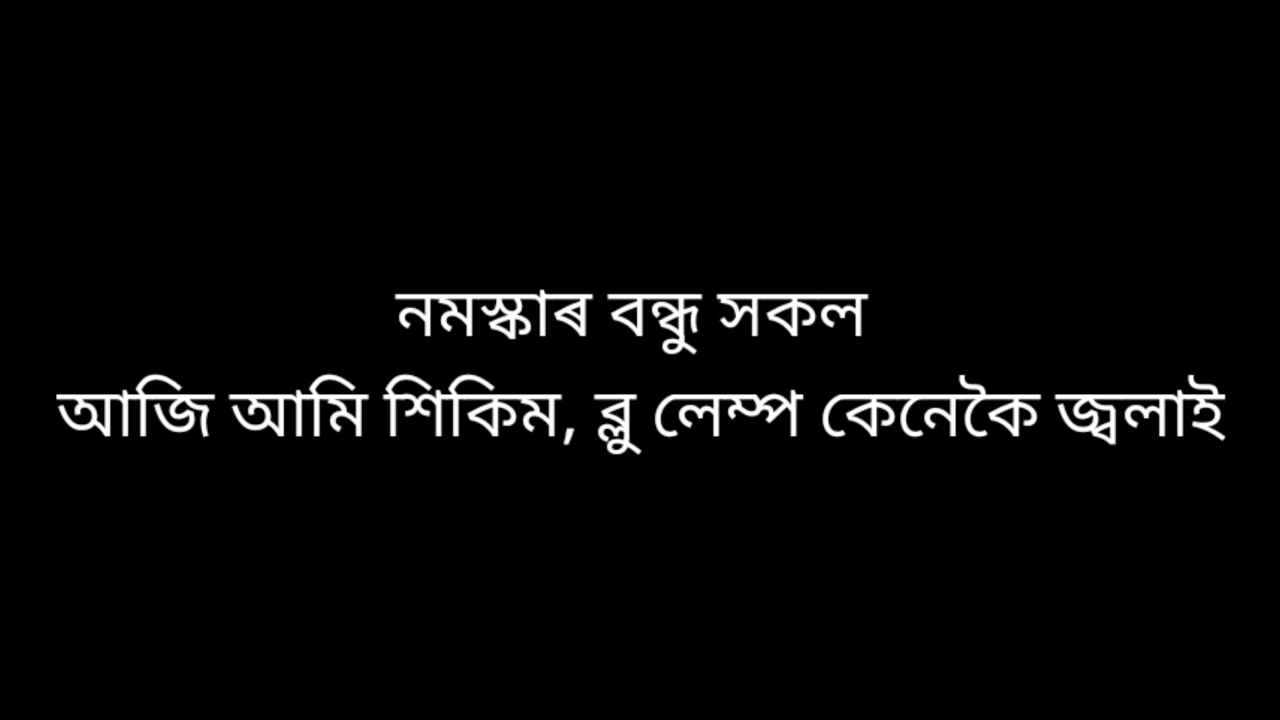 নমস্কাৰ বন্ধু সকল
আজি আমি শিকিম, ব্লু লেম্প কেনেকৈ জ্বলাই